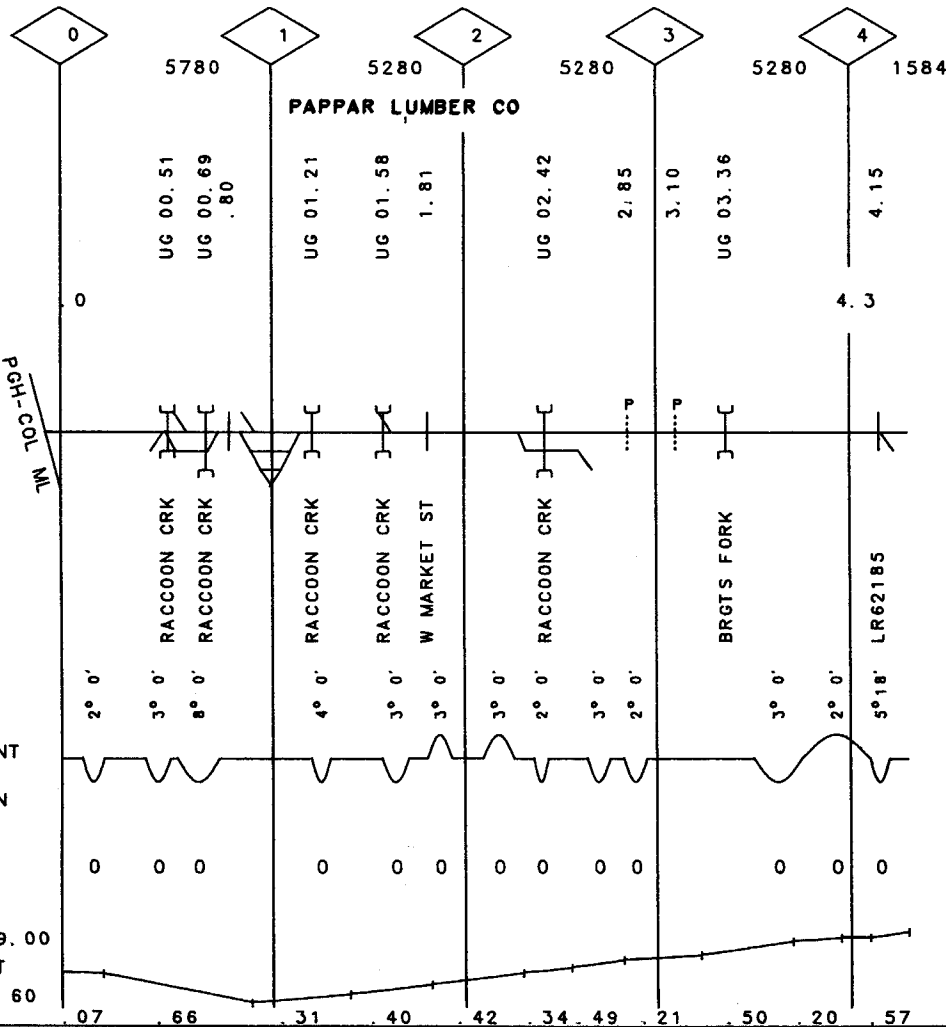 0 1 2 3 4
5780 5280 5280 5280 1584
PAPPAR LUMBER CO
UG 00.51
UG 00.69
.80
UG 01.21
UG 01.58
1.81
UG 02.42
2.85
3.10
UG 03.36
4.15
.0 4.3
PGH-COL ML
P P
RACCOON CRK
RACCOON CRK
RACCOON CRK
RACCOON CRK
W MARKET ST
RACCOON CRK
BRGTS FORK
LR62185
2° 0'
3° 0'
8° 0'
4° 0'
3° 0'
3° 0'
3° 0'
2° 0'
3° 0'
2° 0'
3° 0'
2° 0'
5°18'
NT
N
0 0 0 0 0 0 0 0 0 0 0 0 0
9.00
T
60
.07 .66 .31 .40 .42 .34 .49 .21 .50 .20 .57